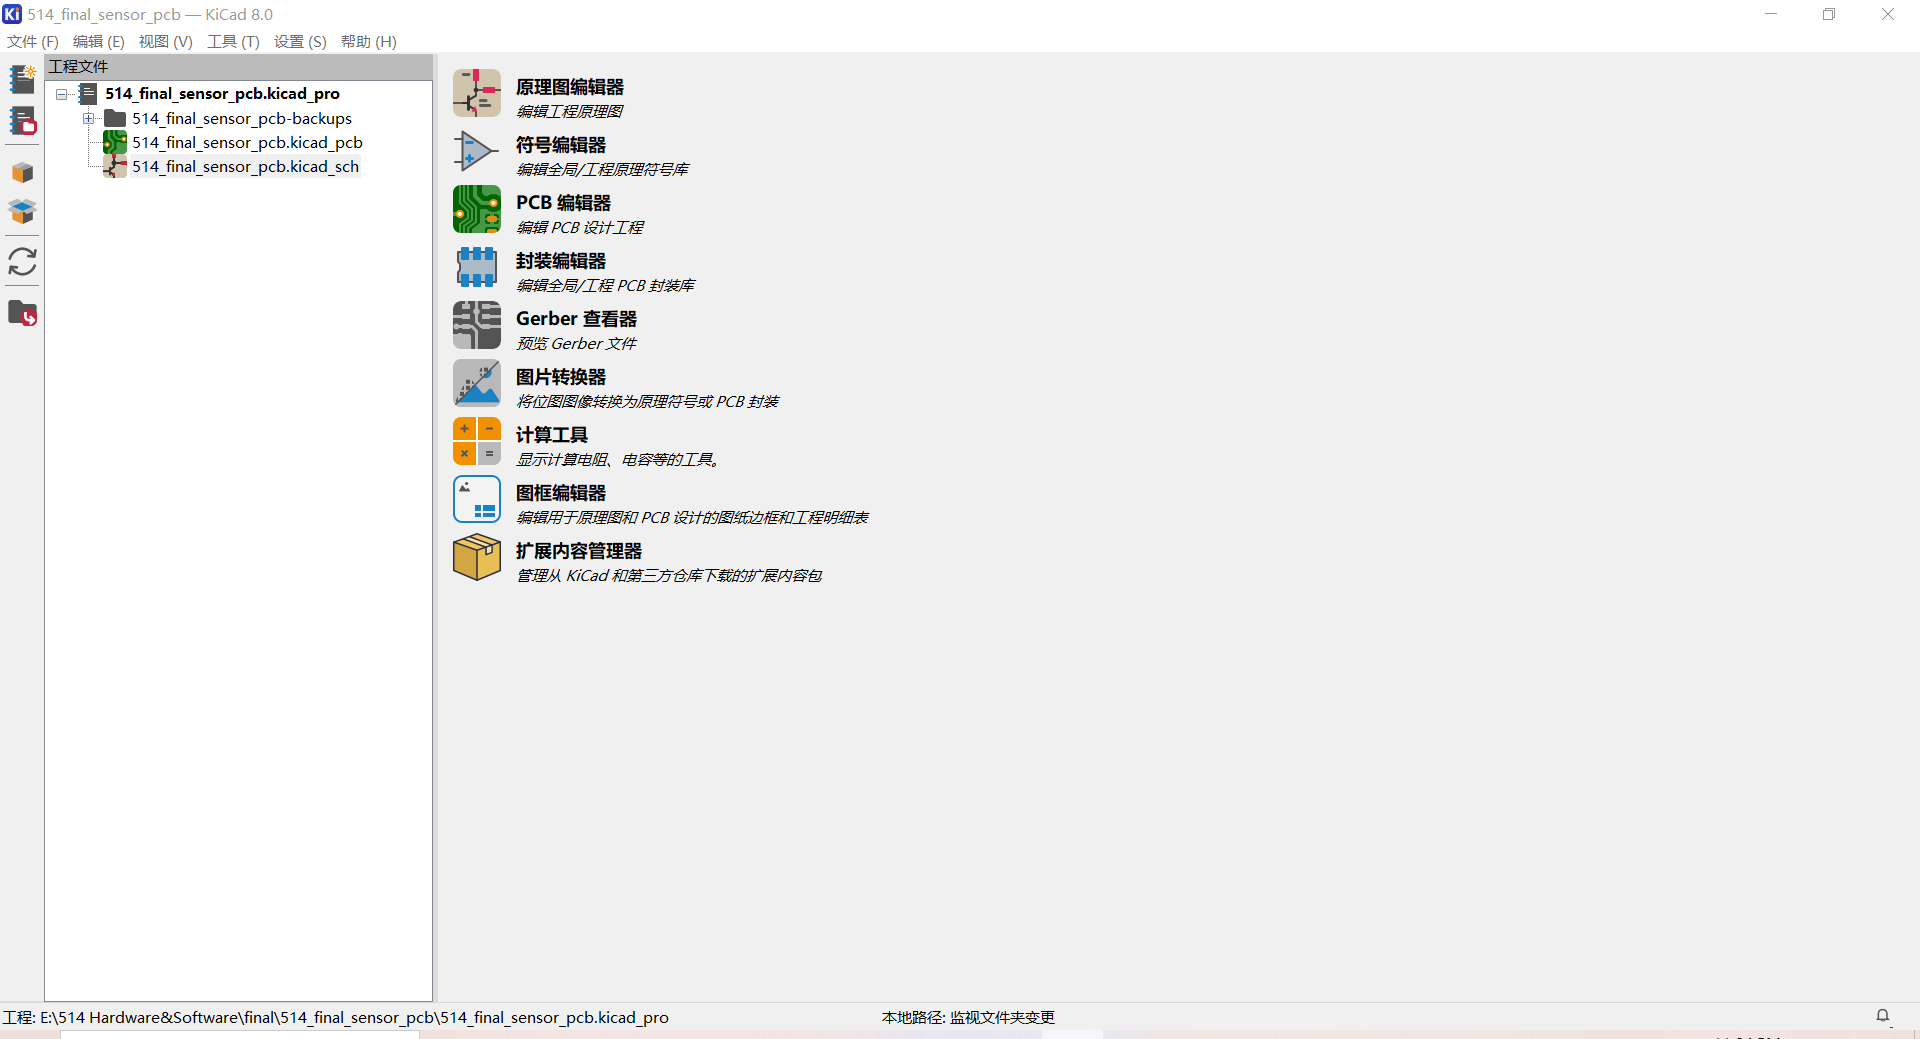 514_final_sensor_pcb — KiCad 8.0
文件 (F) 编辑 (E) 视图 (V) 工具 (T) 设置 (S) 帮助 (H)
工程文件
514_final_sensor_pcb.kicad_pro
514_final_sensor_pcb-backups
514_final_sensor_pcb.kicad_pcb
514_final_sensor_pcb.kicad_sch
原理图编辑器
编辑工程原理图
符号编辑器
编辑全局/工程原理符号库
PCB 编辑器
编辑 PCB 设计工程
封装编辑器
编辑全局/工程 PCB 封装库
Gerber 查看器
预览 Gerber 文件
图片转换器
将位图图像转换为原理符号或 PCB 封装
计算工具
显示计算电阻、电容等的工具。
图框编辑器
编辑用于原理图和 PCB 设计的图纸边框和工程明细表
扩展内容管理器
管理从 KiCad 和第三方仓库下载的扩展内容包
工程: E:\514 Hardware&Software\final\514_final_sensor_pcb\514_final_sensor_pcb.kicad_pro
本地路径: 监视文件夹变更